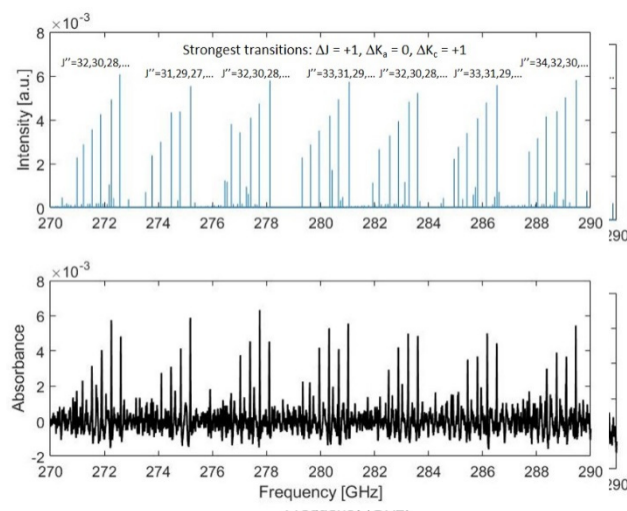 ×10⁻³
8
Strongest transitions: ΔJ = +1, ΔKₐ = 0, ΔK_c = +1
J''=32,30,28,... J''=31,29,27,... J''=32,30,28,... J''=33,31,29,... J''=32,30,28,... J''=33,31,29,... J''=34,32,30,...
6
4
2
0
Intensity [a.u.]
270 272 274 276 278 280 282 284 286 288 290 290
×10⁻³
8
6
4
2
0
-2
Absorbance
270 272 274 276 278 280 282 284 286 288 290 290
Frequency [GHz]